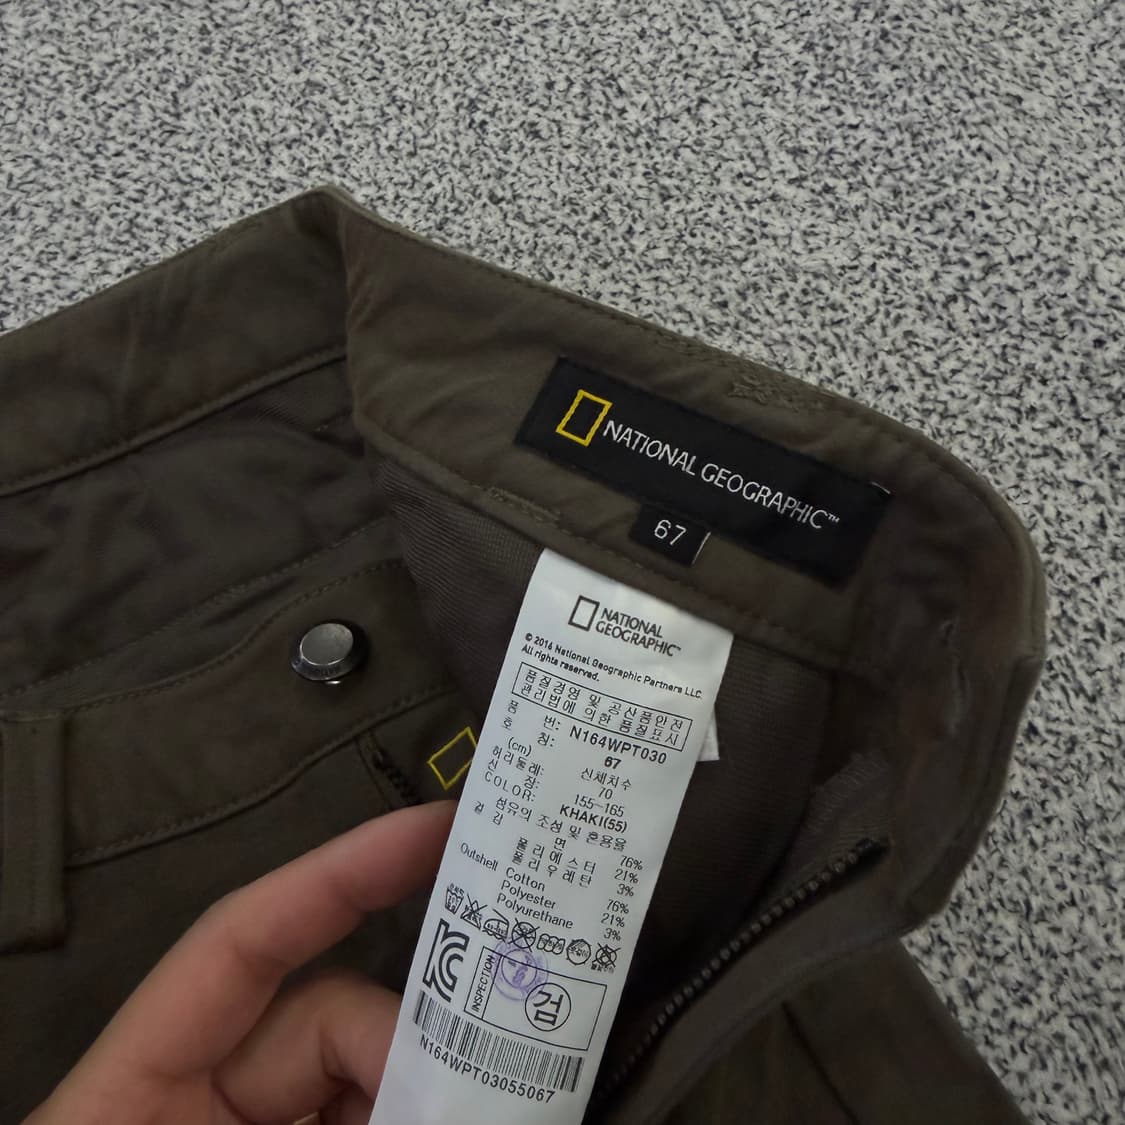 NATIONAL GEOGRAPHIC™
67
NATIONAL
GEOGRAPHIC™
© 2016 National Geographic Partners LLC.
All rights reserved.
품질경영 및 공산품안전
관리법에 의한 품질표시
품 번: N164WPT030
호 칭: 67
(cm) 신체치수
허리둘레: 70
신 장: 155~165
COLOR: KHAKI(55)
섬유의 조성 및 혼용율
겉 감
면 76%
폴리에스터 21%
폴리우레탄 3%
Outshell Cotton 76%
Polyester 21%
Polyurethane 3%
KC
INSPECTION
검
N164WPT03055067